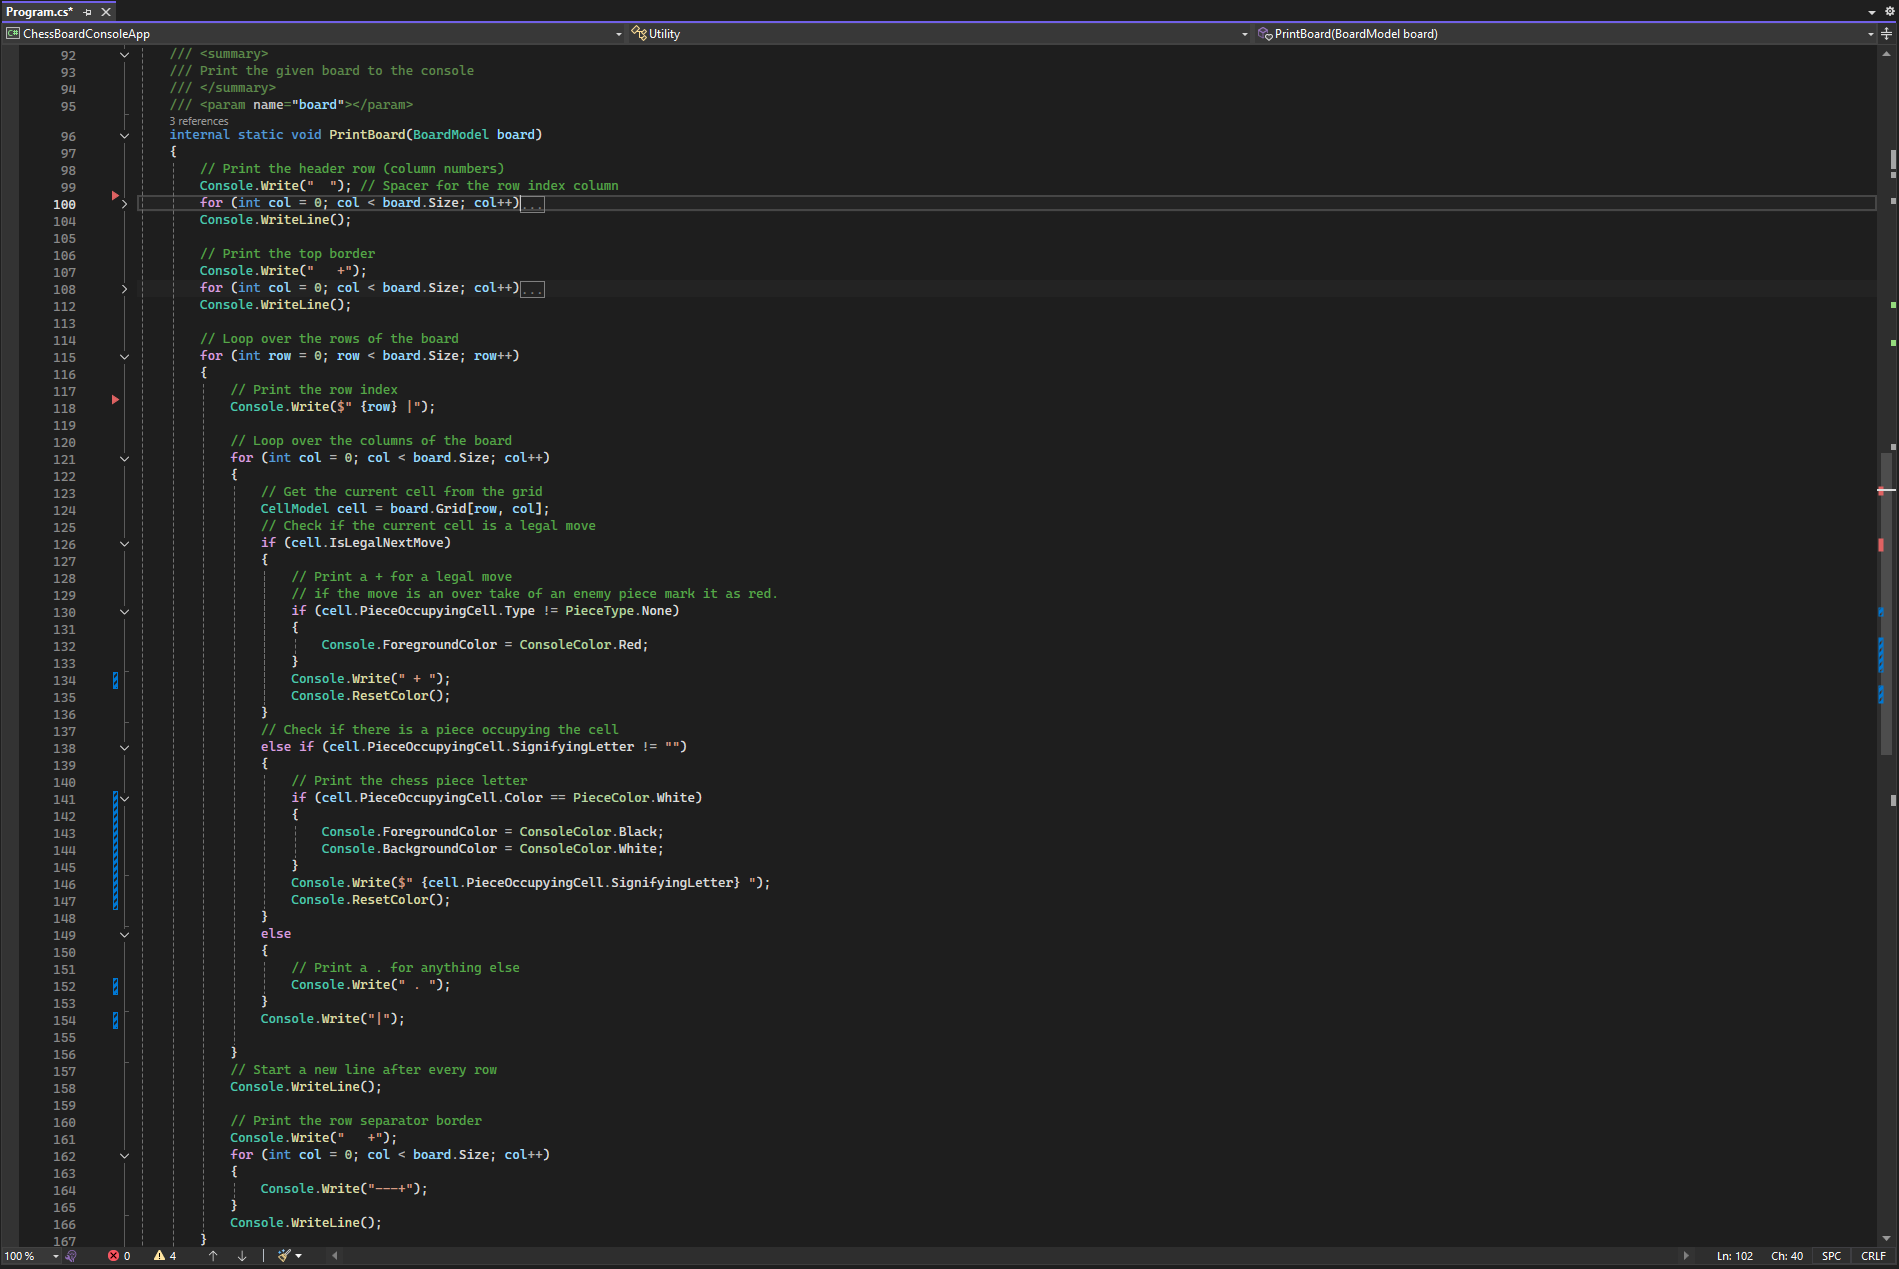 Program.cs*
ChessBoardConsoleApp
Utility
PrintBoard(BoardModel board)
92 /// <summary>
93 /// Print the given board to the console
94 /// </summary>
95 /// <param name="board"></param>
3 references
96 internal static void PrintBoard(BoardModel board)
97 {
98 // Print the header row (column numbers)
99 Console.Write("  "); // Spacer for the row index column
100 for (int col = 0; col < board.Size; col++)...
104 Console.WriteLine();
105
106 // Print the top border
107 Console.Write("   +");
108 for (int col = 0; col < board.Size; col++)...
112 Console.WriteLine();
113
114 // Loop over the rows of the board
115 for (int row = 0; row < board.Size; row++)
116 {
117 // Print the row index
118 Console.Write($" {row} |");
119
120 // Loop over the columns of the board
121 for (int col = 0; col < board.Size; col++)
122 {
123 // Get the current cell from the grid
124 CellModel cell = board.Grid[row, col];
125 // Check if the current cell is a legal move
126 if (cell.IsLegalNextMove)
127 {
128 // Print a + for a legal move
129 // if the move is an over take of an enemy piece mark it as red.
130 if (cell.PieceOccupyingCell.Type != PieceType.None)
131 {
132 Console.ForegroundColor = ConsoleColor.Red;
133 }
134 Console.Write(" + ");
135 Console.ResetColor();
136 }
137 // Check if there is a piece occupying the cell
138 else if (cell.PieceOccupyingCell.SignifyingLetter != "")
139 {
140 // Print the chess piece letter
141 if (cell.PieceOccupyingCell.Color == PieceColor.White)
142 {
143 Console.ForegroundColor = ConsoleColor.Black;
144 Console.BackgroundColor = ConsoleColor.White;
145 }
146 Console.Write($" {cell.PieceOccupyingCell.SignifyingLetter} ");
147 Console.ResetColor();
148 }
149 else
150 {
151 // Print a . for anything else
152 Console.Write(" . ");
153 }
154 Console.Write("|");
155
156 }
157 // Start a new line after every row
158 Console.WriteLine();
159
160 // Print the row separator border
161 Console.Write("   +");
162 for (int col = 0; col < board.Size; col++)
163 {
164 Console.Write("---+");
165 }
166 Console.WriteLine();
167 }
100 % 0 4 Ln: 102 Ch: 40 SPC CRLF